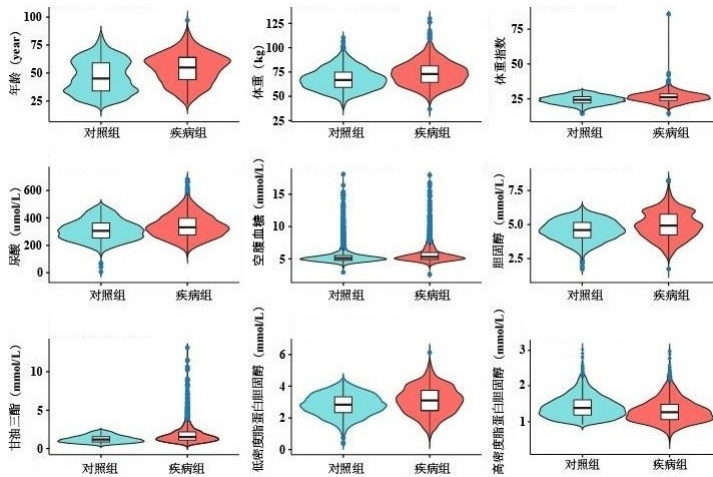 年龄（year）
100
75
50
25
对照组
疾病组
体重（kg）
125
100
75
50
25
对照组
疾病组
体重指数
75
50
25
对照组
疾病组
尿酸（umol/L）
600
400
200
0
对照组
疾病组
空腹血糖（mmol/L）
15
10
5
对照组
疾病组
胆固醇（mmol/L）
7.5
5.0
2.5
对照组
疾病组
甘油三酯（mmol/L）
10
5
0
对照组
疾病组
低密度脂蛋白胆固醇（mmol/L）
6
4
2
0
对照组
疾病组
高密度脂蛋白胆固醇（mmol/L）
3
2
1
对照组
疾病组